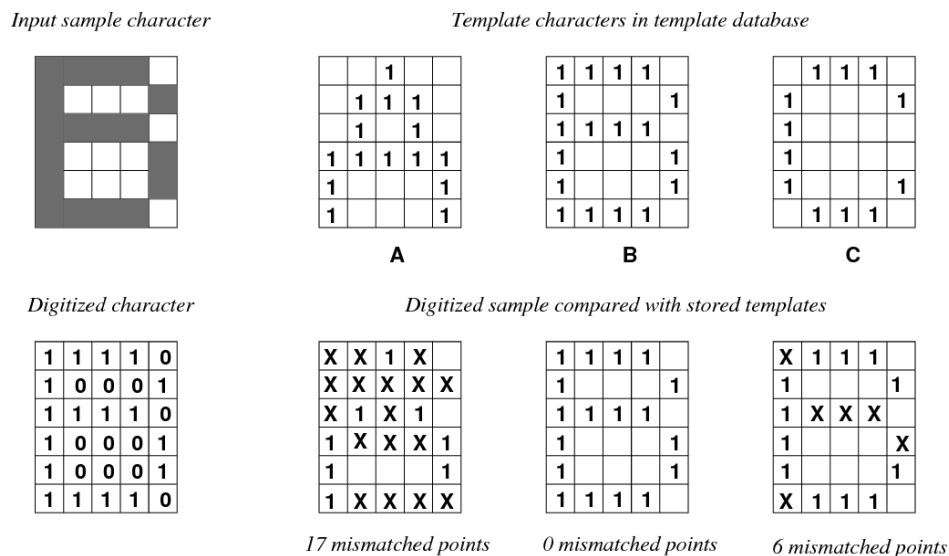 Input sample character
Template characters in template database
1
1 1 1 1
1 1 1
1 1 1
1 1
1 1
1 1
1 1 1 1
1
1 1 1 1 1
1 1
1
1 1
1 1
1 1
1 1
1 1 1 1
1 1 1
A
B
C
Digitized character
Digitized sample compared with stored templates
1 1 1 1 0
X X 1 X
1 1 1 1
X 1 1 1
1 0 0 0 1
X X X X X
1 1
1 1
1 1 1 1 0
X 1 X 1
1 1 1 1
1 X X X
1 0 0 0 1
1 X X X 1
1 1
1 X
1 0 0 0 1
1 1
1 1
1 1
1 1 1 1 0
1 X X X X
1 1 1 1
X 1 1 1
17 mismatched points
0 mismatched points
6 mismatched points